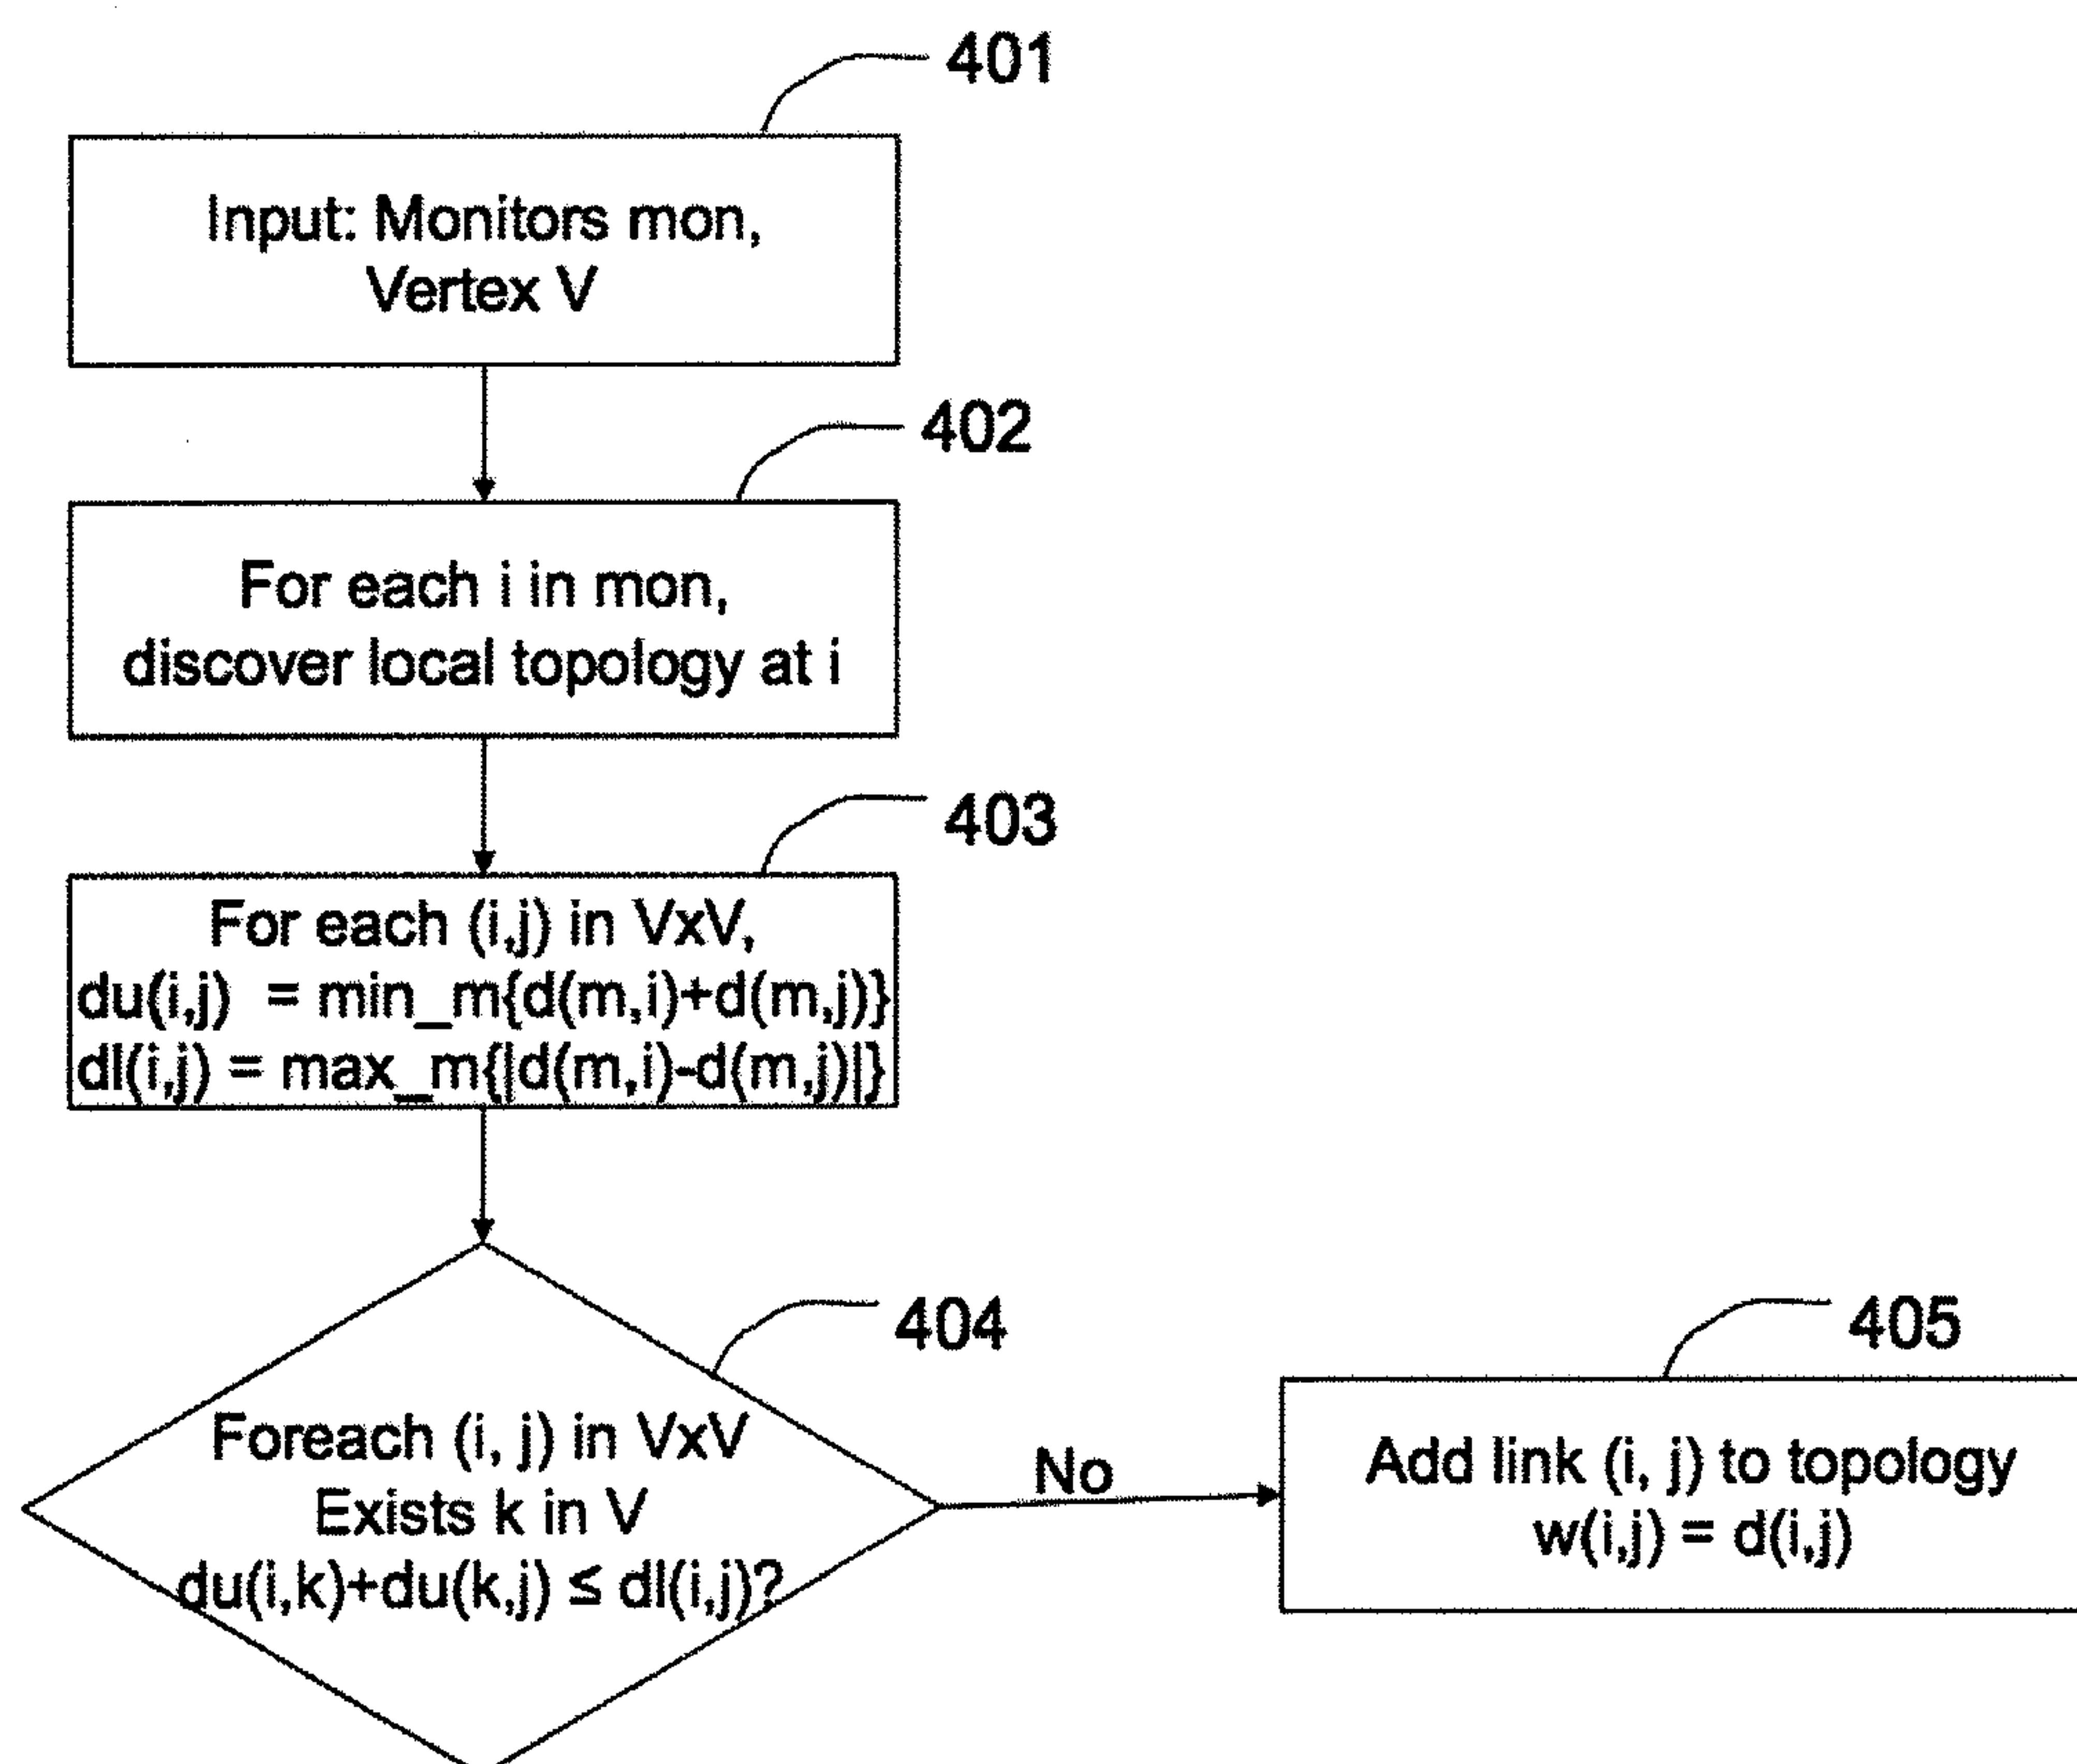 401
Input: Monitors mon,
Vertex V
402
For each i in mon,
discover local topology at i
403
For each (i,j) in VxV,
du(i,j) = min_m{d(m,i)+d(m,j)}
dl(i,j) = max_m{|d(m,i)-d(m,j)|}
404
Foreach (i, j) in VxV
Exists k in V
du(i,k)+du(k,j) ≤ dl(i,j)?
No
405
Add link (i, j) to topology
w(i,j) = d(i,j)